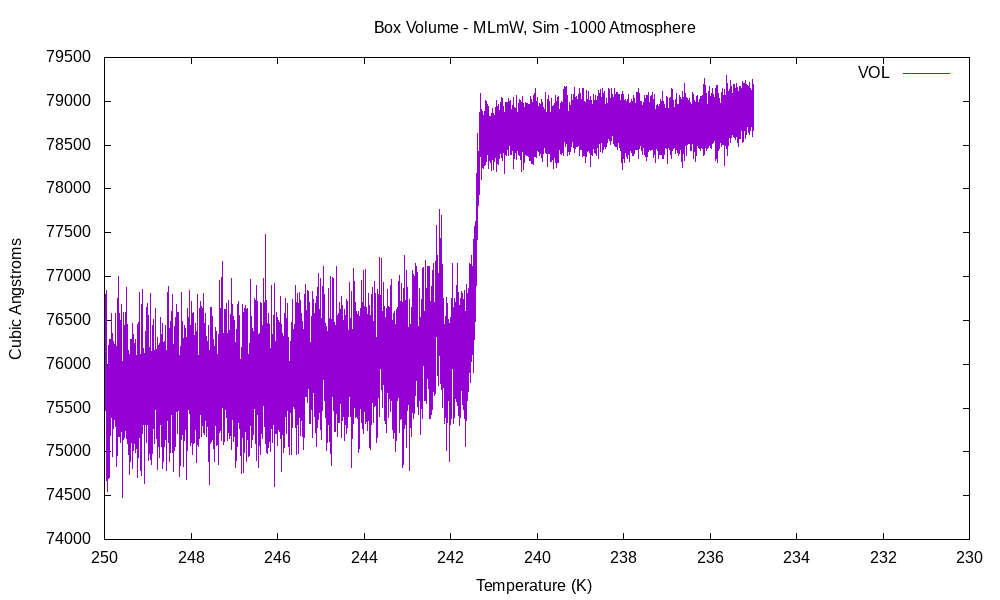 Box Volume - MLmW, Sim -1000 Atmosphere
VOL
79500
79000
78500
78000
77500
77000
76500
76000
75500
75000
74500
74000
Cubic Angstroms
250 248 246 244 242 240 238 236 234 232 230
Temperature (K)